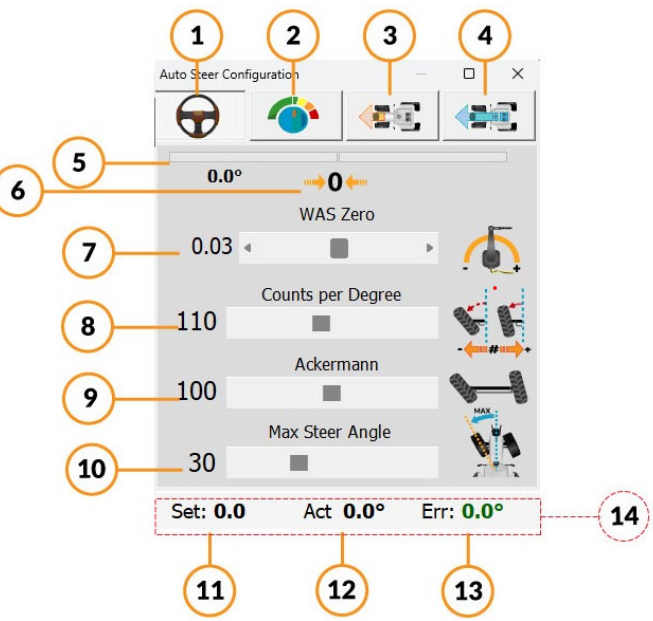 1 2 3 4
Auto Steer Configuration
5
0.0°
6
0
WAS Zero
7
0.03
- +
Counts per Degree
8
110
- # +
Ackermann
9
100
MAX
Max Steer Angle
10
30
Set: 0.0 Act 0.0° Err: 0.0°
14
11 12 13